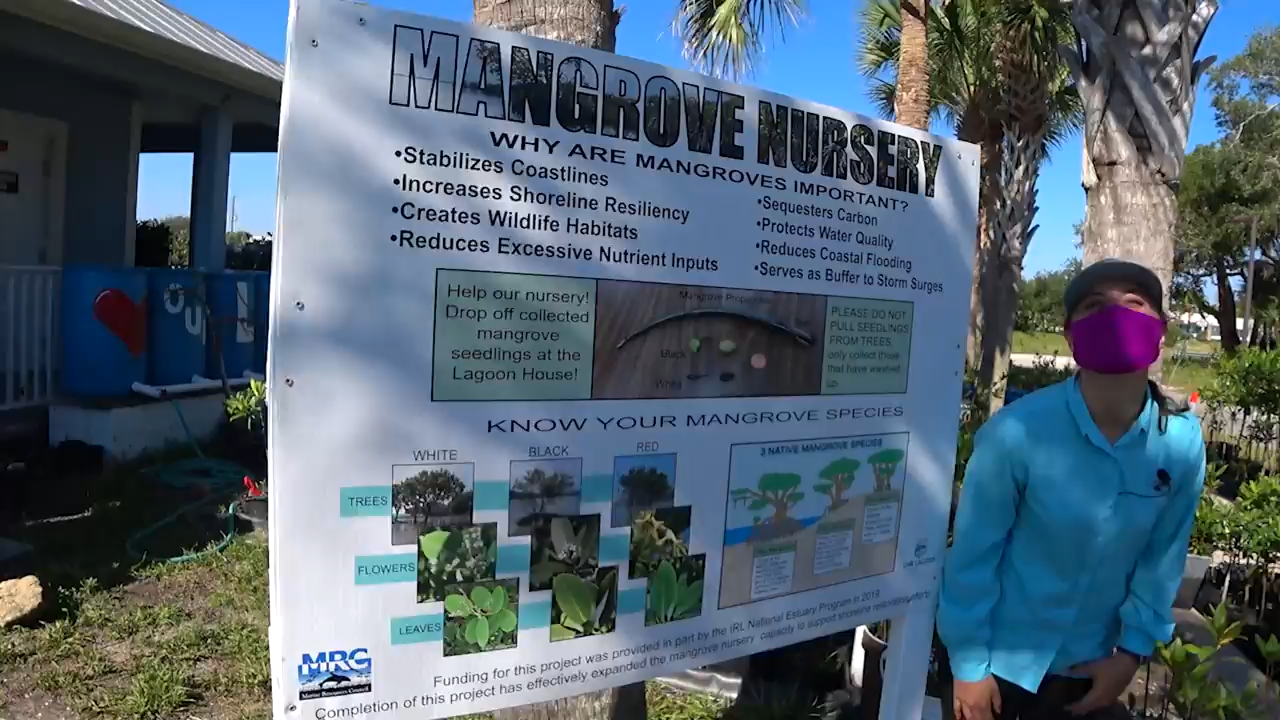 MANGROVE NURSERY
WHY ARE MANGROVES IMPORTANT?
•Stabilizes Coastlines
•Increases Shoreline Resiliency
•Creates Wildlife Habitats
•Reduces Excessive Nutrient Inputs
•Sequesters Carbon
•Protects Water Quality
•Reduces Coastal Flooding
•Serves as Buffer to Storm Surges
Help our nursery!
Drop off collected
mangrove
seedlings at the
Lagoon House!
Mangrove
Black
White
PLEASE DO NOT
PULL SEEDLINGS
FROM TREES,
only collect those
that have washed
up.
KNOW YOUR MANGROVE SPECIES
WHITE BLACK RED
TREES
FLOWERS
LEAVES
3 NATIVE MANGROVE SPECIES
MRC
Marine Resources Council
Funding for this project was provided in part by the IRL National Estuary Program in 2019
Completion of this project has effectively expanded the mangrove nursery capacity to support shoreline restoration efforts